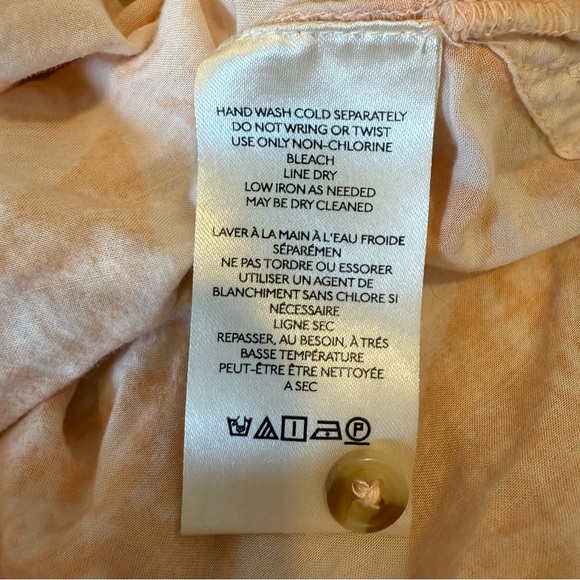 HAND WASH COLD SEPARATELY
DO NOT WRING OR TWIST
USE ONLY NON-CHLORINE
BLEACH
LINE DRY
LOW IRON AS NEEDED
MAY BE DRY CLEANED
LAVER À LA MAIN À L'EAU FROIDE
SÉPARÉMEN
NE PAS TORDRE OU ESSORER
UTILISER UN AGENT DE
BLANCHIMENT SANS CHLORE SI
NÉCESSAIRE
LIGNE SEC
REPASSER, AU BESOIN, À TRÉS
BASSE TEMPÉRATURE
PEUT-ÊTRE ÊTRE NETTOYÉE
A SEC
P